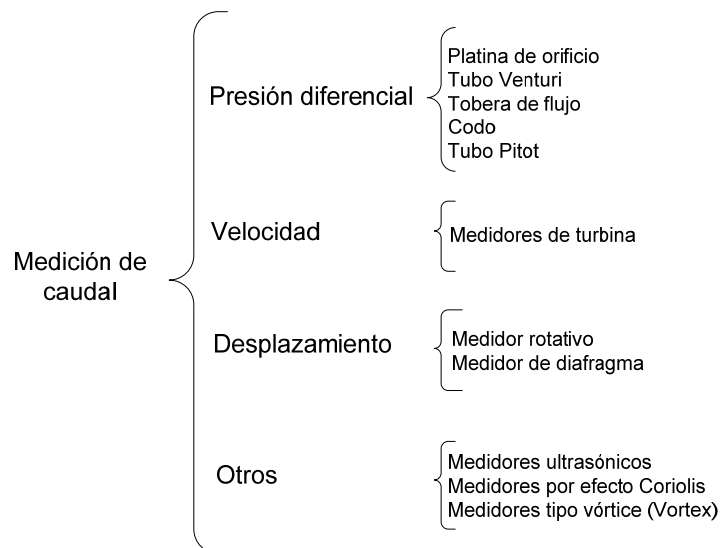 Medición de
caudal
Presión diferencial
Platina de orificio
Tubo Venturi
Tobera de flujo
Codo
Tubo Pitot
Velocidad
Medidores de turbina
Desplazamiento
Medidor rotativo
Medidor de diafragma
Otros
Medidores ultrasónicos
Medidores por efecto Coriolis
Medidores tipo vórtice (Vortex)